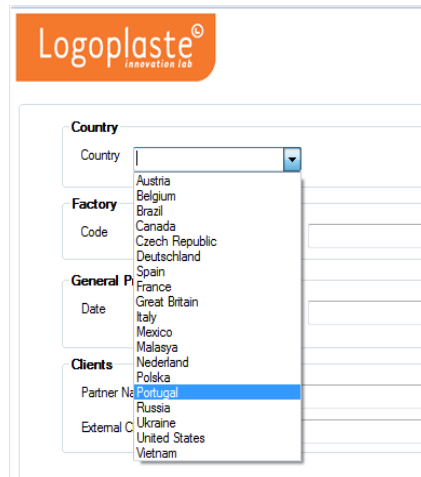 Logoplaste©
innovation lab
Country
Country
Austria
Belgium
Brazil
Canada
Czech Republic
Deutschland
Spain
France
Great Britain
Italy
Mexico
Malasya
Nederland
Polska
Portugal
Russia
Ukraine
United States
Vietnam
Factory
Code
General P
Date
Clients
Partner Na
External C